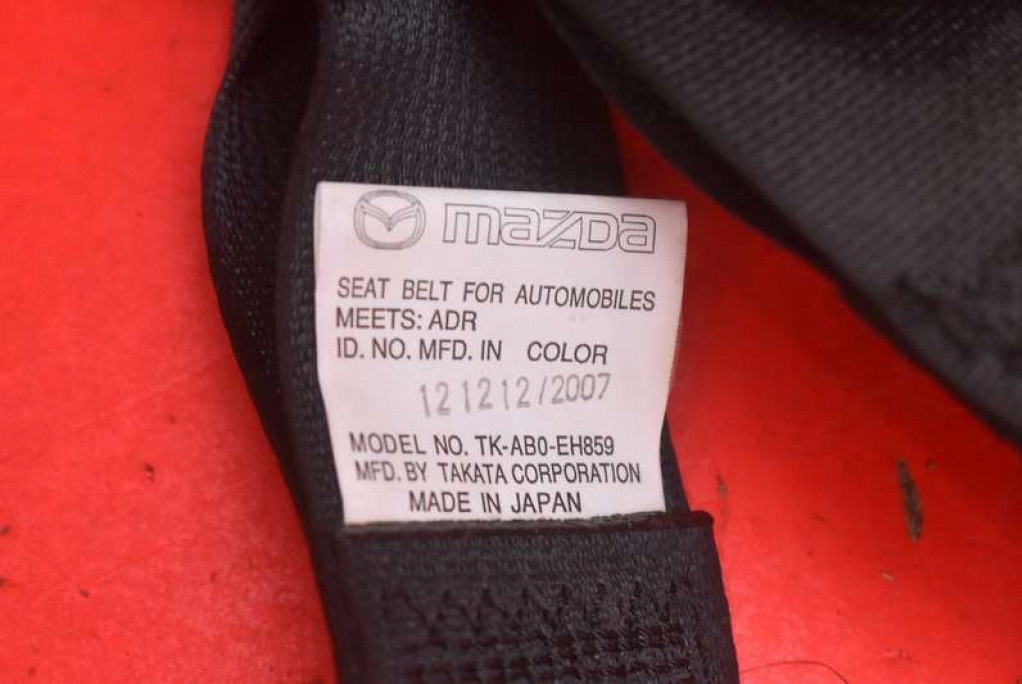 mazda
SEAT BELT FOR AUTOMOBILES
MEETS: ADR
ID. NO. MFD. IN COLOR
121212/2007
MODEL NO. TK-AB0-EH859
MFD. BY TAKATA CORPORATION
MADE IN JAPAN